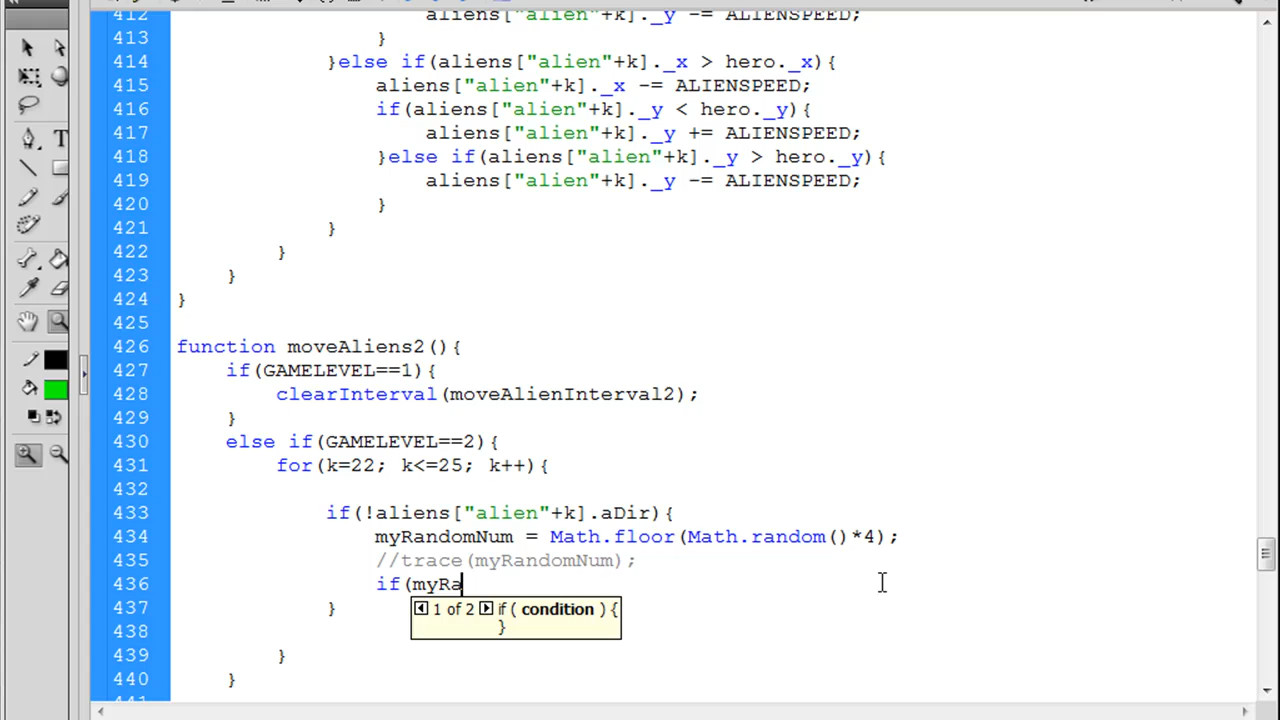 412 aliens["alien"+k]._y -= ALIENSPEED;
413 }
414 }else if(aliens["alien"+k]._x > hero._x){
415 aliens["alien"+k]._x -= ALIENSPEED;
416 if(aliens["alien"+k]._y < hero._y){
417 aliens["alien"+k]._y += ALIENSPEED;
418 }else if(aliens["alien"+k]._y > hero._y){
419 aliens["alien"+k]._y -= ALIENSPEED;
420 }
421 }
422 }
423 }
424 }
425
426 function moveAliens2(){
427 if(GAMELEVEL==1){
428 clearInterval(moveAlienInterval2);
429 }
430 else if(GAMELEVEL==2){
431 for(k=22; k<=25; k++){
432
433 if(!aliens["alien"+k].aDir){
434 myRandomNum = Math.floor(Math.random()*4);
435 //trace(myRandomNum);
436 if(myRa
437 }
1 of 2 if ( condition ) {
}
438
439 }
440 }